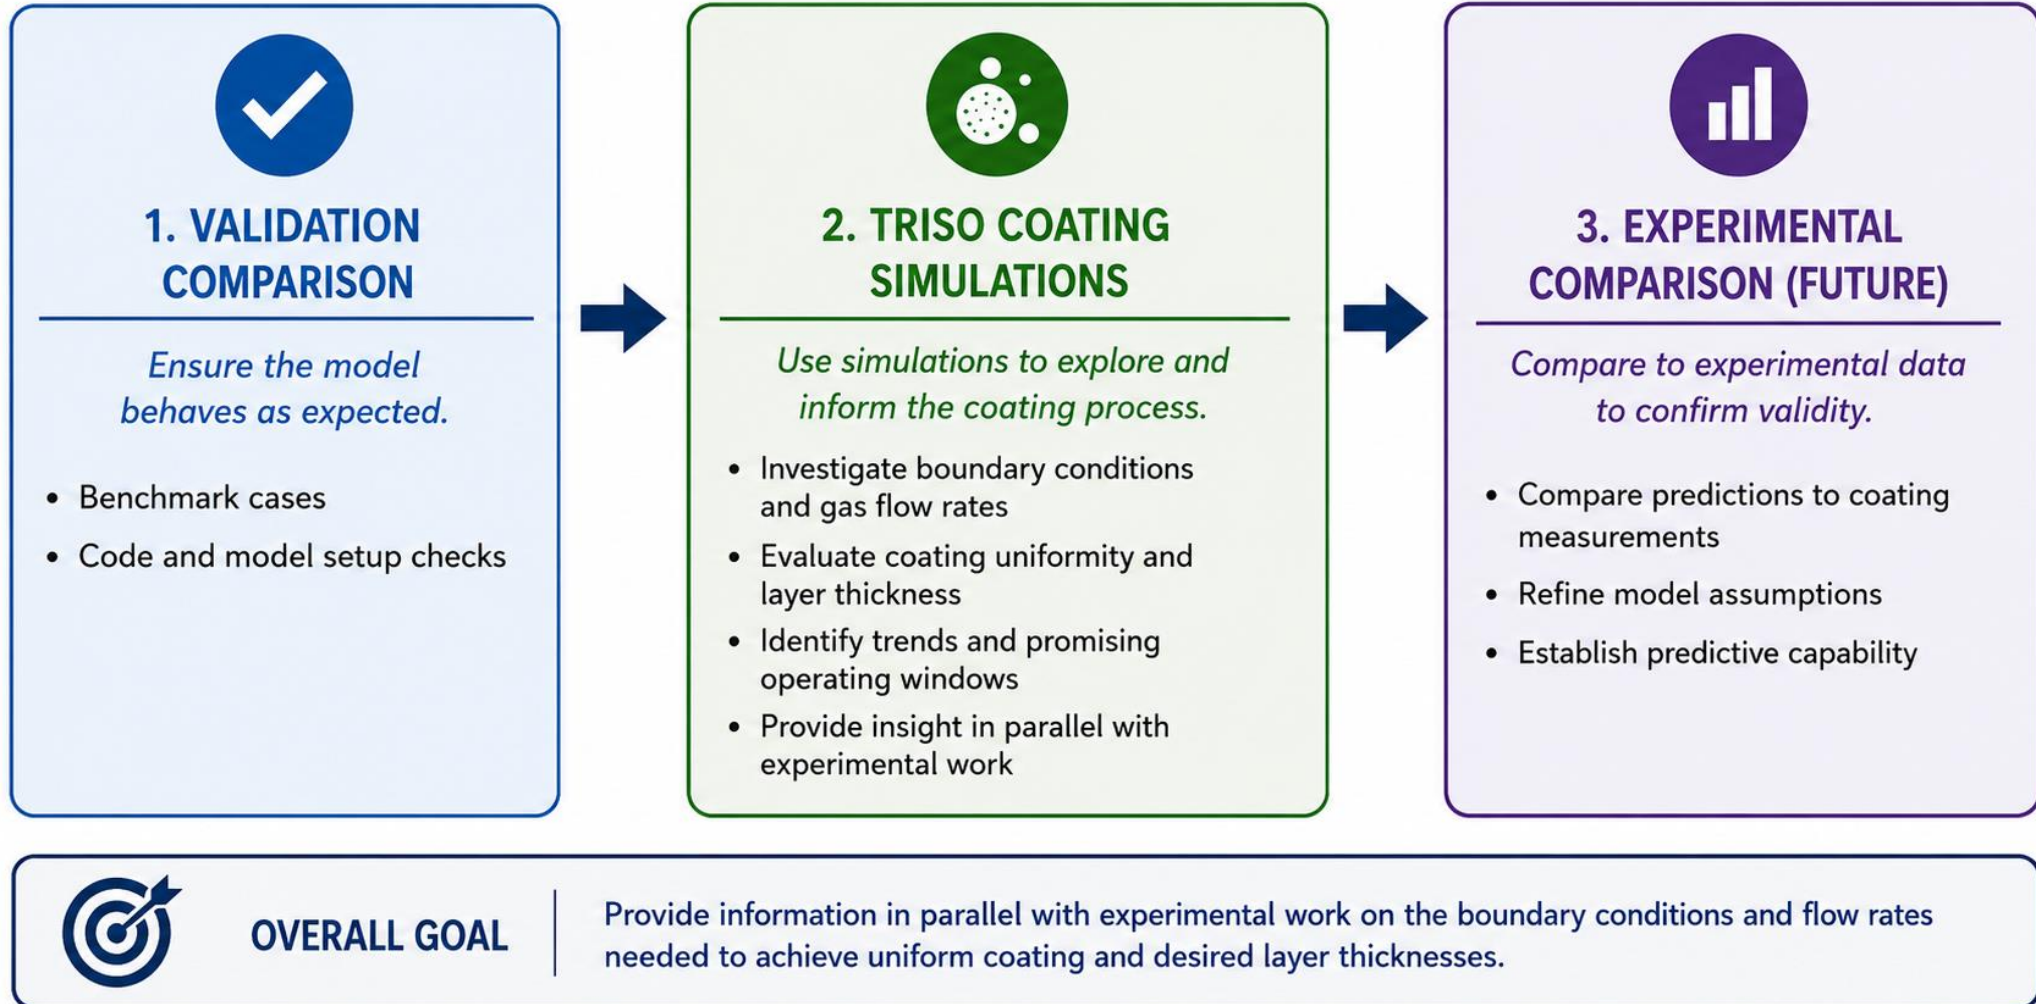 1. VALIDATION
COMPARISON
Ensure the model
behaves as expected.
• Benchmark cases
• Code and model setup checks
2. TRISO COATING
SIMULATIONS
Use simulations to explore and
inform the coating process.
• Investigate boundary conditions
and gas flow rates
• Evaluate coating uniformity and
layer thickness
• Identify trends and promising
operating windows
• Provide insight in parallel with
experimental work
3. EXPERIMENTAL
COMPARISON (FUTURE)
Compare to experimental data
to confirm validity.
• Compare predictions to coating
measurements
• Refine model assumptions
• Establish predictive capability
OVERALL GOAL
Provide information in parallel with experimental work on the boundary conditions and flow rates
needed to achieve uniform coating and desired layer thicknesses.